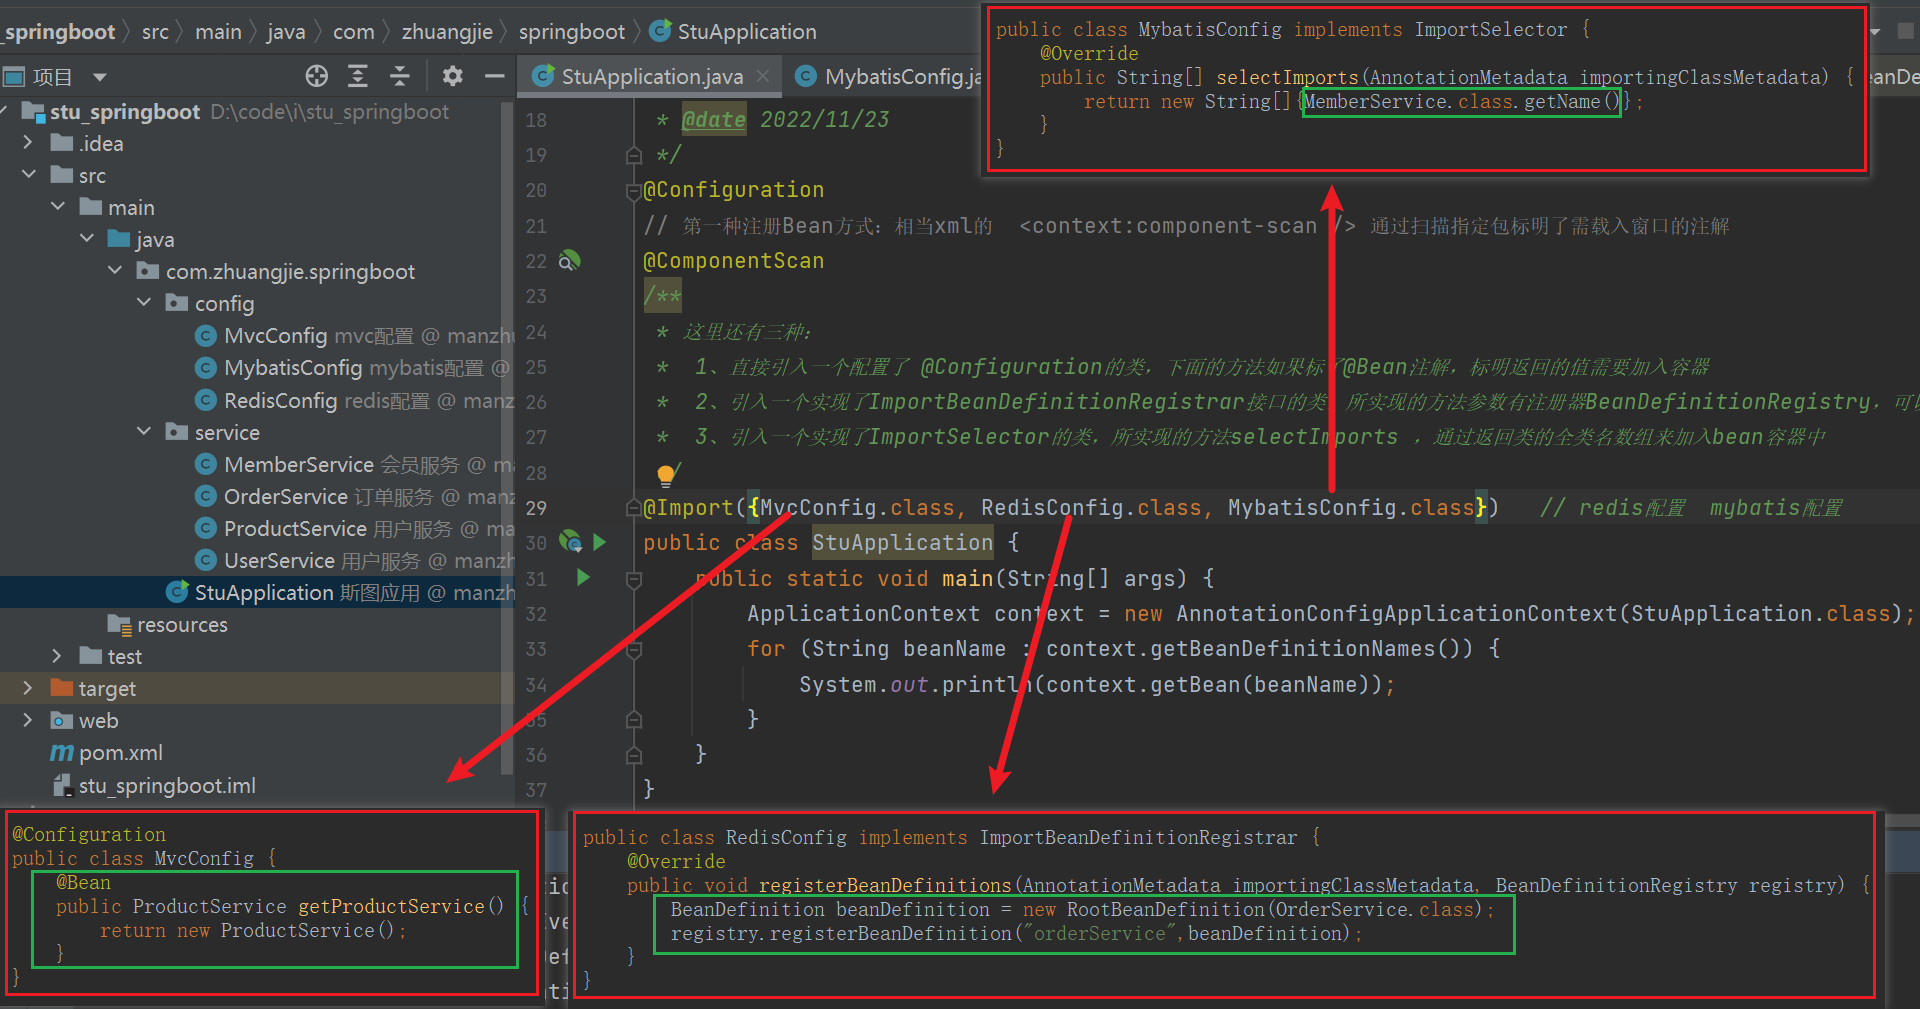 _springboot 〉 src 〉 main 〉 java 〉 com 〉 zhuangjie 〉 springboot 〉 StuApplication
项目
stu_springboot D:\code\i\stu_springboot
.idea
src
main
java
com.zhuangjie.springboot
config
MvcConfig mvc配置 @ manzh
MybatisConfig mybatis配置 @
RedisConfig redis配置 @ manz
service
MemberService 会员服务 @ m
OrderService 订单服务 @ manz
ProductService 用户服务 @ ma
UserService 用户服务 @ manzh
StuApplication 斯图应用 @ manzh
resources
test
target
web
pom.xml
stu_springboot.iml
StuApplication.java MybatisConfig.ja
eanDe
18 * @date 2022/11/23
19 */
20 @Configuration
21 // 第一种注册Bean方式：相当xml的 <context:component-scan /> 通过扫描指定包标明了需载入窗口的注解
22 @ComponentScan
23 /**
24 * 这里还有三种：
25 * 1、直接引入一个配置了 @Configuration的类，下面的方法如果标了@Bean注解，标明返回的值需要加入容器
26 * 2、引入一个实现了ImportBeanDefinitionRegistrar接口的类 所实现的方法参数有注册器BeanDefinitionRegistry，可以
27 * 3、引入一个实现了ImportSelector的类，所实现的方法selectImports ，通过返回类的全类名数组来加入bean容器中
28 /
29 @Import({MvcConfig.class, RedisConfig.class, MybatisConfig.class}) // redis配置 mybatis配置
30 public class StuApplication {
31 public static void main(String[] args) {
32 ApplicationContext context = new AnnotationConfigApplicationContext(StuApplication.class);
33 for (String beanName : context.getBeanDefinitionNames()) {
34 System.out.println(context.getBean(beanName));
35 }
36 }
37 }
public class MybatisConfig implements ImportSelector {
@Override
public String[] selectImports(AnnotationMetadata importingClassMetadata) {
return new String[]{MemberService.class.getName()};
}
}
@Configuration
public class MvcConfig {
@Bean
public ProductService getProductService() {
return new ProductService();
}
}
public class RedisConfig implements ImportBeanDefinitionRegistrar {
@Override
public void registerBeanDefinitions(AnnotationMetadata importingClassMetadata, BeanDefinitionRegistry registry) {
BeanDefinition beanDefinition = new RootBeanDefinition(OrderService.class);
registry.registerBeanDefinition("orderService",beanDefinition);
}
}